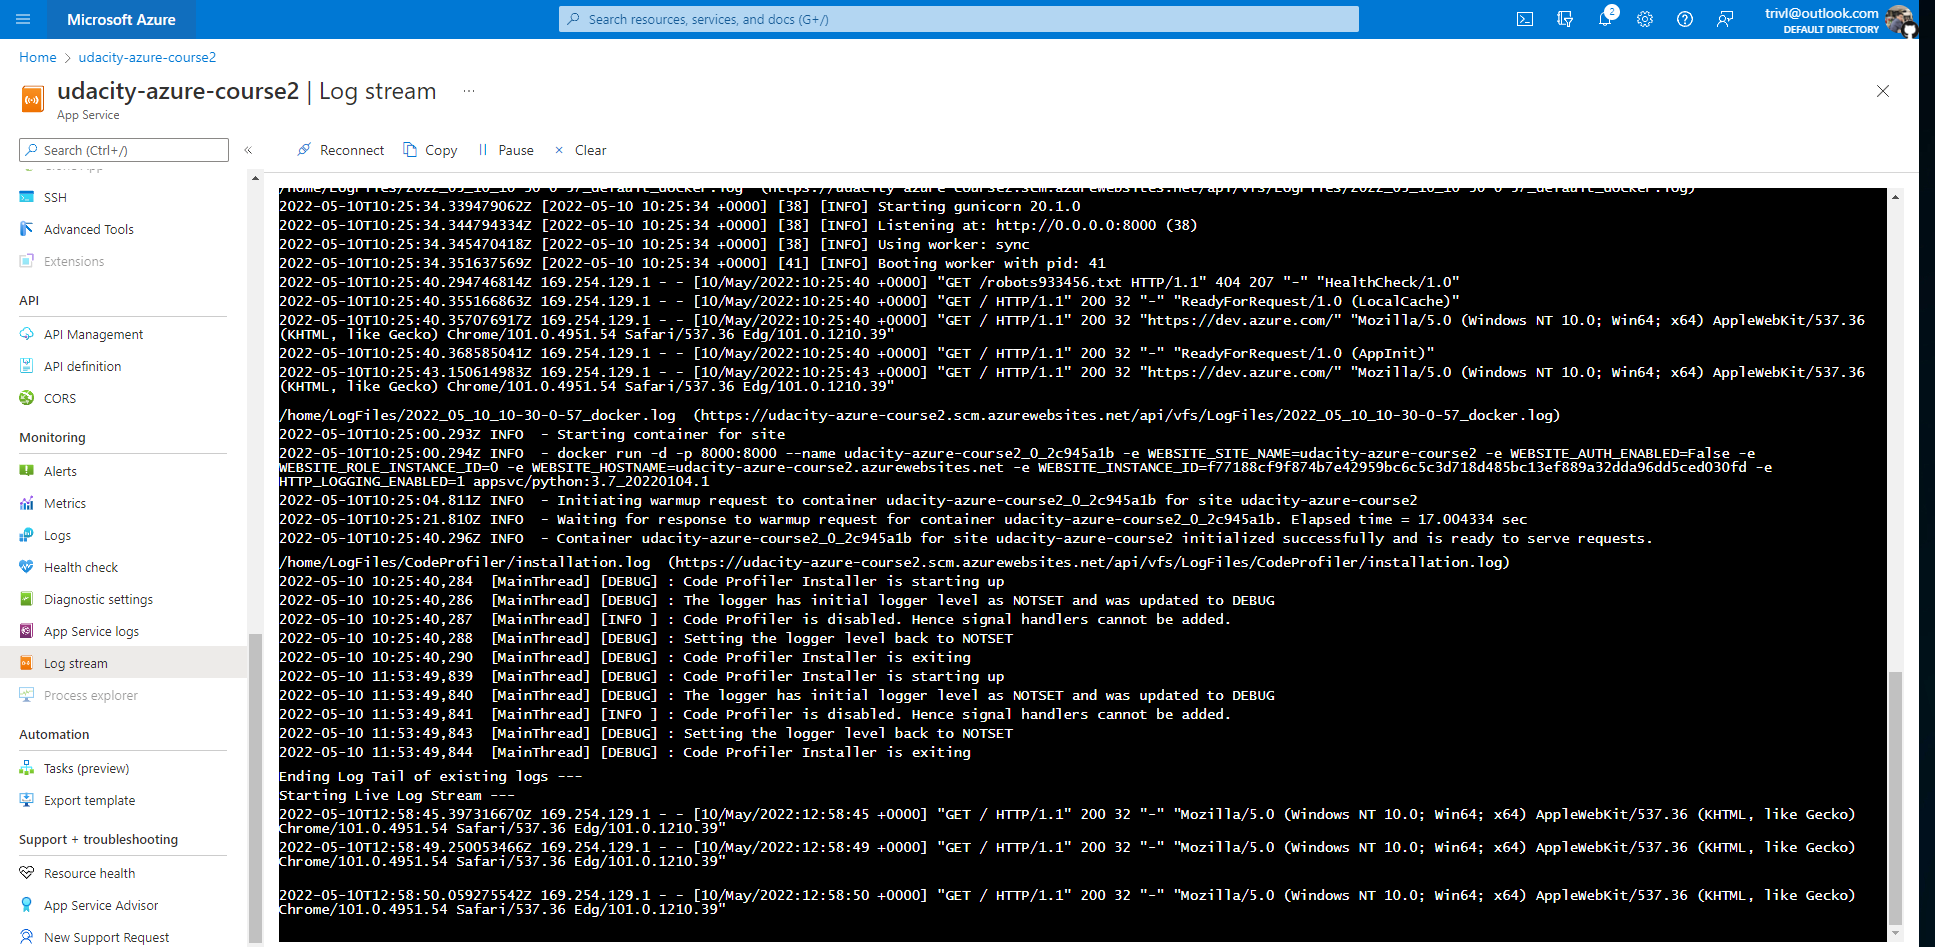 Microsoft Azure
Search resources, services, and docs (G+/)
2
trivl@outlook.com
DEFAULT DIRECTORY
Home > udacity-azure-course2
udacity-azure-course2 | Log stream ...
App Service
Search (Ctrl+/)
«
Reconnect
Copy
Pause
Clear
Clone App
SSH
Advanced Tools
Extensions
API
API Management
API definition
CORS
Monitoring
Alerts
Metrics
Logs
Health check
Diagnostic settings
App Service logs
Log stream
Process explorer
Automation
Tasks (preview)
Export template
Support + troubleshooting
Resource health
App Service Advisor
New Support Request
/home/LogFiles/2022_05_10_10-30-0-57_default_docker.log (https://udacity-azure-course2.scm.azurewebsites.net/api/vfs/LogFiles/2022_05_10_10-30-0-57_default_docker.log)
2022-05-10T10:25:34.339479062Z [2022-05-10 10:25:34 +0000] [38] [INFO] Starting gunicorn 20.1.0
2022-05-10T10:25:34.344794334Z [2022-05-10 10:25:34 +0000] [38] [INFO] Listening at: http://0.0.0.0:8000 (38)
2022-05-10T10:25:34.345470418Z [2022-05-10 10:25:34 +0000] [38] [INFO] Using worker: sync
2022-05-10T10:25:34.351637569Z [2022-05-10 10:25:34 +0000] [41] [INFO] Booting worker with pid: 41
2022-05-10T10:25:40.294746814Z 169.254.129.1 - - [10/May/2022:10:25:40 +0000] "GET /robots933456.txt HTTP/1.1" 404 207 "-" "HealthCheck/1.0"
2022-05-10T10:25:40.355166863Z 169.254.129.1 - - [10/May/2022:10:25:40 +0000] "GET / HTTP/1.1" 200 32 "-" "ReadyForRequest/1.0 (LocalCache)"
2022-05-10T10:25:40.357076917Z 169.254.129.1 - - [10/May/2022:10:25:40 +0000] "GET / HTTP/1.1" 200 32 "https://dev.azure.com/" "Mozilla/5.0 (Windows NT 10.0; Win64; x64) AppleWebKit/537.36
(KHTML, like Gecko) Chrome/101.0.4951.54 Safari/537.36 Edg/101.0.1210.39"
2022-05-10T10:25:40.368585041Z 169.254.129.1 - - [10/May/2022:10:25:40 +0000] "GET / HTTP/1.1" 200 32 "-" "ReadyForRequest/1.0 (AppInit)"
2022-05-10T10:25:43.150614983Z 169.254.129.1 - - [10/May/2022:10:25:43 +0000] "GET / HTTP/1.1" 200 32 "https://dev.azure.com/" "Mozilla/5.0 (Windows NT 10.0; Win64; x64) AppleWebKit/537.36
(KHTML, like Gecko) Chrome/101.0.4951.54 Safari/537.36 Edg/101.0.1210.39"
/home/LogFiles/2022_05_10_10-30-0-57_docker.log (https://udacity-azure-course2.scm.azurewebsites.net/api/vfs/LogFiles/2022_05_10_10-30-0-57_docker.log)
2022-05-10T10:25:00.293Z INFO - Starting container for site
2022-05-10T10:25:00.294Z INFO - docker run -d -p 8000:8000 --name udacity-azure-course2_0_2c945a1b -e WEBSITE_SITE_NAME=udacity-azure-course2 -e WEBSITE_AUTH_ENABLED=False -e
WEBSITE_ROLE_INSTANCE_ID=0 -e WEBSITE_HOSTNAME=udacity-azure-course2.azurewebsites.net -e WEBSITE_INSTANCE_ID=f77188cf9f874b7e42959bc6c5c3d718d485bc13ef889a32dda96dd5ced030fd -e
HTTP_LOGGING_ENABLED=1 appsvc/python:3.7_20220104.1
2022-05-10T10:25:04.811Z INFO - Initiating warmup request to container udacity-azure-course2_0_2c945a1b for site udacity-azure-course2
2022-05-10T10:25:21.810Z INFO - Waiting for response to warmup request for container udacity-azure-course2_0_2c945a1b. Elapsed time = 17.004334 sec
2022-05-10T10:25:40.296Z INFO - Container udacity-azure-course2_0_2c945a1b for site udacity-azure-course2 initialized successfully and is ready to serve requests.
/home/LogFiles/CodeProfiler/installation.log (https://udacity-azure-course2.scm.azurewebsites.net/api/vfs/LogFiles/CodeProfiler/installation.log)
2022-05-10 10:25:40,284 [MainThread] [DEBUG] : Code Profiler Installer is starting up
2022-05-10 10:25:40,286 [MainThread] [DEBUG] : The logger has initial logger level as NOTSET and was updated to DEBUG
2022-05-10 10:25:40,287 [MainThread] [INFO ] : Code Profiler is disabled. Hence signal handlers cannot be added.
2022-05-10 10:25:40,288 [MainThread] [DEBUG] : Setting the logger level back to NOTSET
2022-05-10 10:25:40,290 [MainThread] [DEBUG] : Code Profiler Installer is exiting
2022-05-10 11:53:49,839 [MainThread] [DEBUG] : Code Profiler Installer is starting up
2022-05-10 11:53:49,840 [MainThread] [DEBUG] : The logger has initial logger level as NOTSET and was updated to DEBUG
2022-05-10 11:53:49,841 [MainThread] [INFO ] : Code Profiler is disabled. Hence signal handlers cannot be added.
2022-05-10 11:53:49,843 [MainThread] [DEBUG] : Setting the logger level back to NOTSET
2022-05-10 11:53:49,844 [MainThread] [DEBUG] : Code Profiler Installer is exiting
Ending Log Tail of existing logs ---
Starting Live Log Stream ---
2022-05-10T12:58:45.397316670Z 169.254.129.1 - - [10/May/2022:12:58:45 +0000] "GET / HTTP/1.1" 200 32 "-" "Mozilla/5.0 (Windows NT 10.0; Win64; x64) AppleWebKit/537.36 (KHTML, like Gecko)
Chrome/101.0.4951.54 Safari/537.36 Edg/101.0.1210.39"
2022-05-10T12:58:49.250053466Z 169.254.129.1 - - [10/May/2022:12:58:49 +0000] "GET / HTTP/1.1" 200 32 "-" "Mozilla/5.0 (Windows NT 10.0; Win64; x64) AppleWebKit/537.36 (KHTML, like Gecko)
Chrome/101.0.4951.54 Safari/537.36 Edg/101.0.1210.39"
2022-05-10T12:58:50.059275542Z 169.254.129.1 - - [10/May/2022:12:58:50 +0000] "GET / HTTP/1.1" 200 32 "-" "Mozilla/5.0 (Windows NT 10.0; Win64; x64) AppleWebKit/537.36 (KHTML, like Gecko)
Chrome/101.0.4951.54 Safari/537.36 Edg/101.0.1210.39"